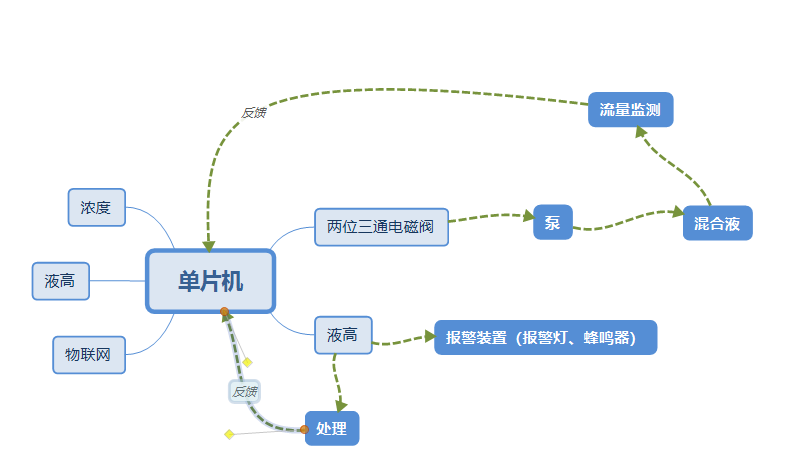 流量监测
反馈
浓度
两位三通电磁阀
泵
混合液
液高
单片机
液高
报警装置（报警灯、蜂鸣器）
物联网
反馈
处理